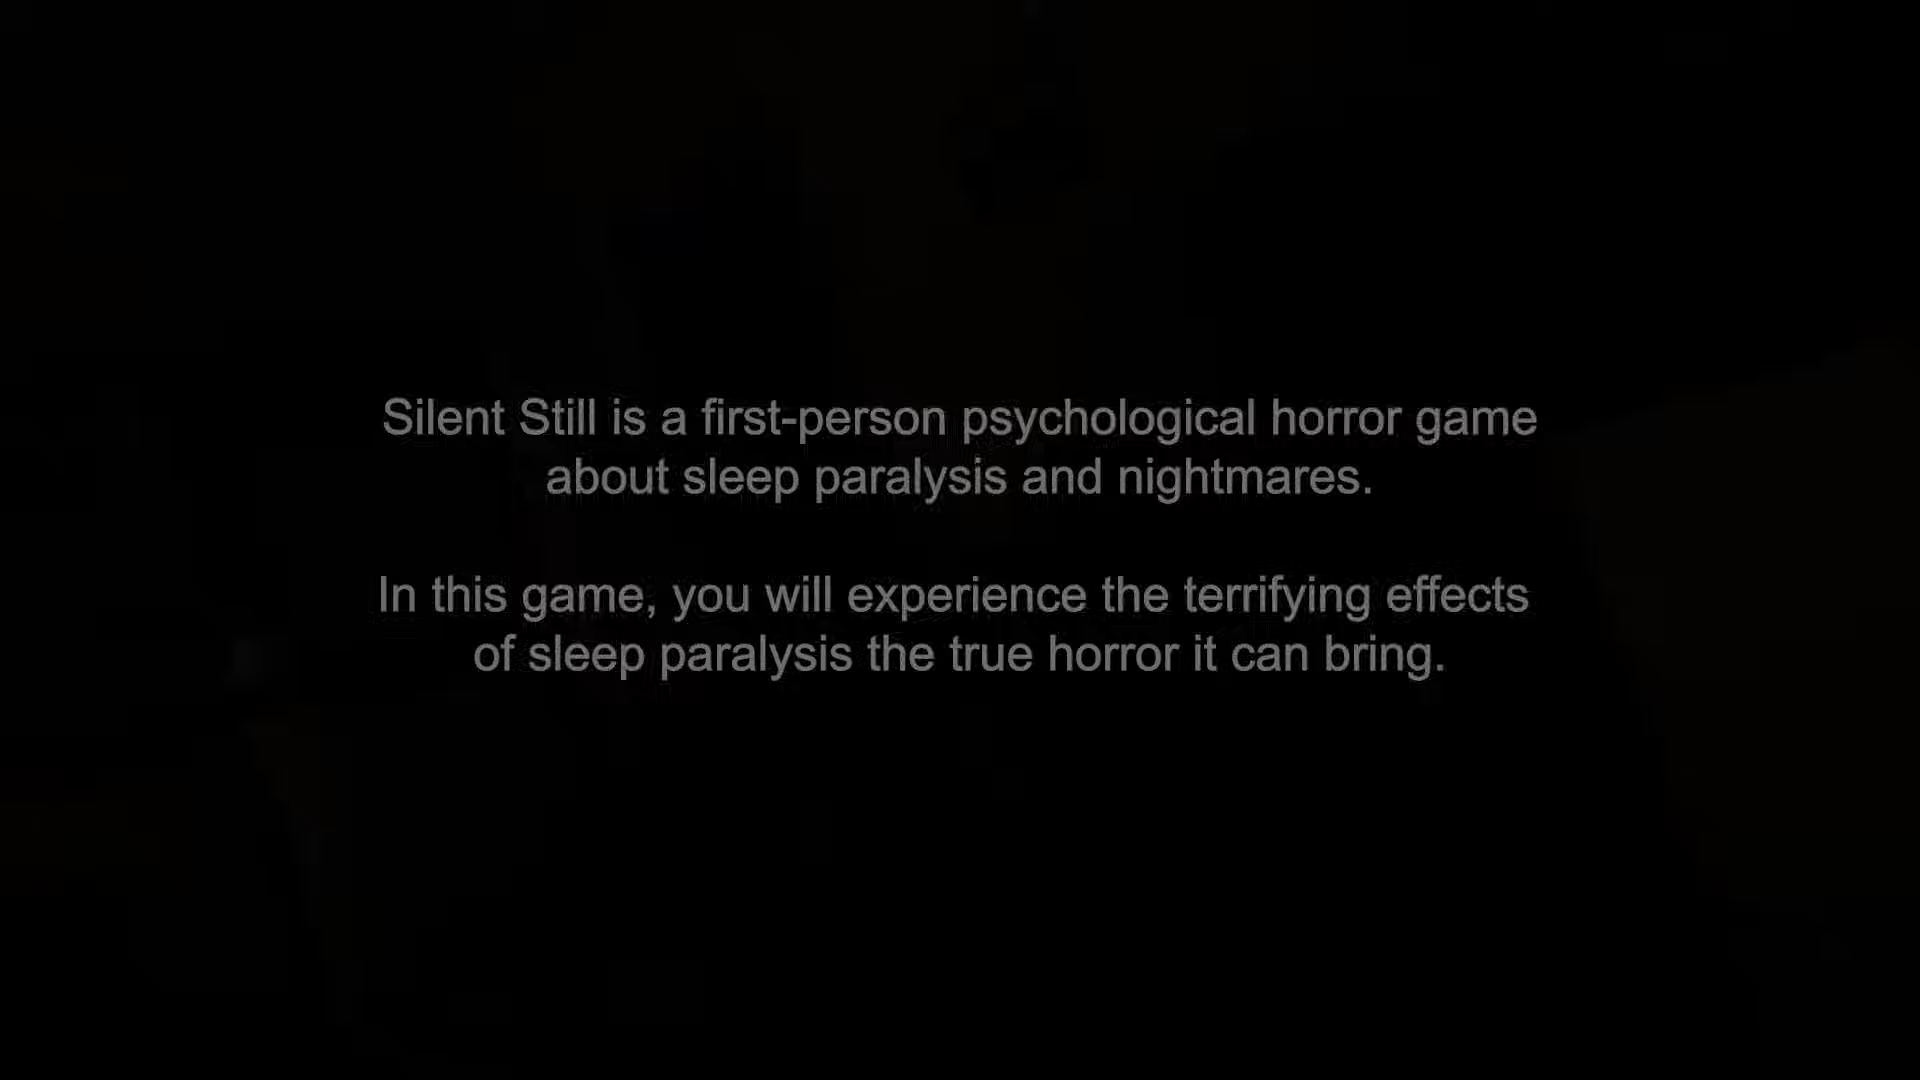 Silent Still is a first-person psychological horror game
about sleep paralysis and nightmares.
In this game, you will experience the terrifying effects
of sleep paralysis the true horror it can bring.